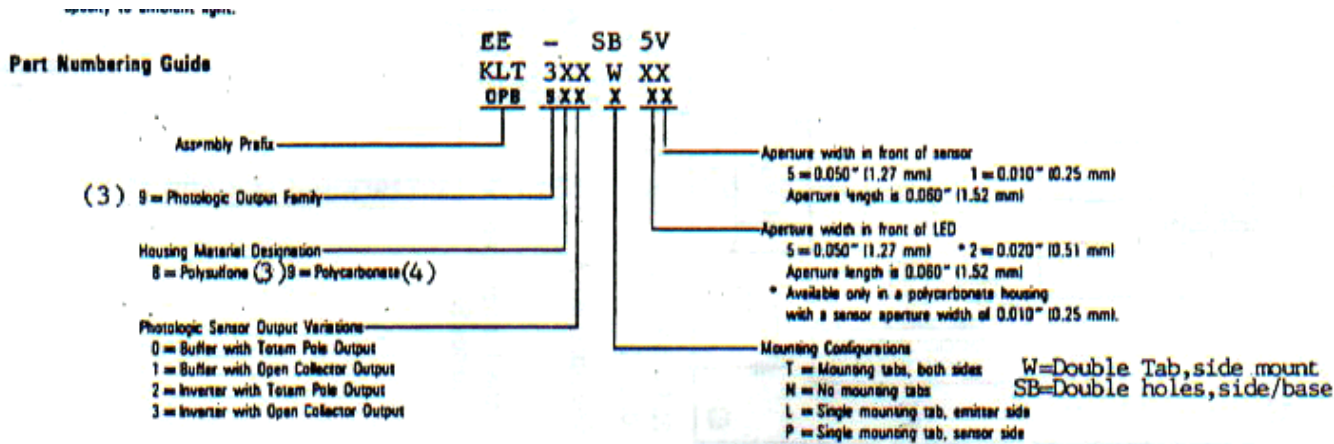 to ambient light.
Part Numbering Guide
EE - SB 5V
KLT 3XX W XX
OPB 9XX X XX
Assembly Prefix
(3) 9 = Photologic Output Family
Housing Material Designation
8 = Polysulfone (3) 9 = Polycarbonate (4)
Photologic Sensor Output Variations
0 = Buffer with Totem Pole Output
1 = Buffer with Open Collector Output
2 = Inverter with Totem Pole Output
3 = Inverter with Open Collector Output
Aperture width in front of sensor
5 = 0.050" (1.27 mm) 1 = 0.010" (0.25 mm)
Aperture length is 0.060" (1.52 mm)
Aperture width in front of LED
5 = 0.050" (1.27 mm) * 2 = 0.020" (0.51 mm)
Aperture length is 0.060" (1.52 mm)
* Available only in a polycarbonate housing
with a sensor aperture width of 0.010" (0.25 mm).
Mounting Configurations
T = Mounting tabs, both sides W=Double Tab,side mount
N = No mounting tabs SB=Double holes,side/base
L = Single mounting tab, emitter side
P = Single mounting tab, sensor side